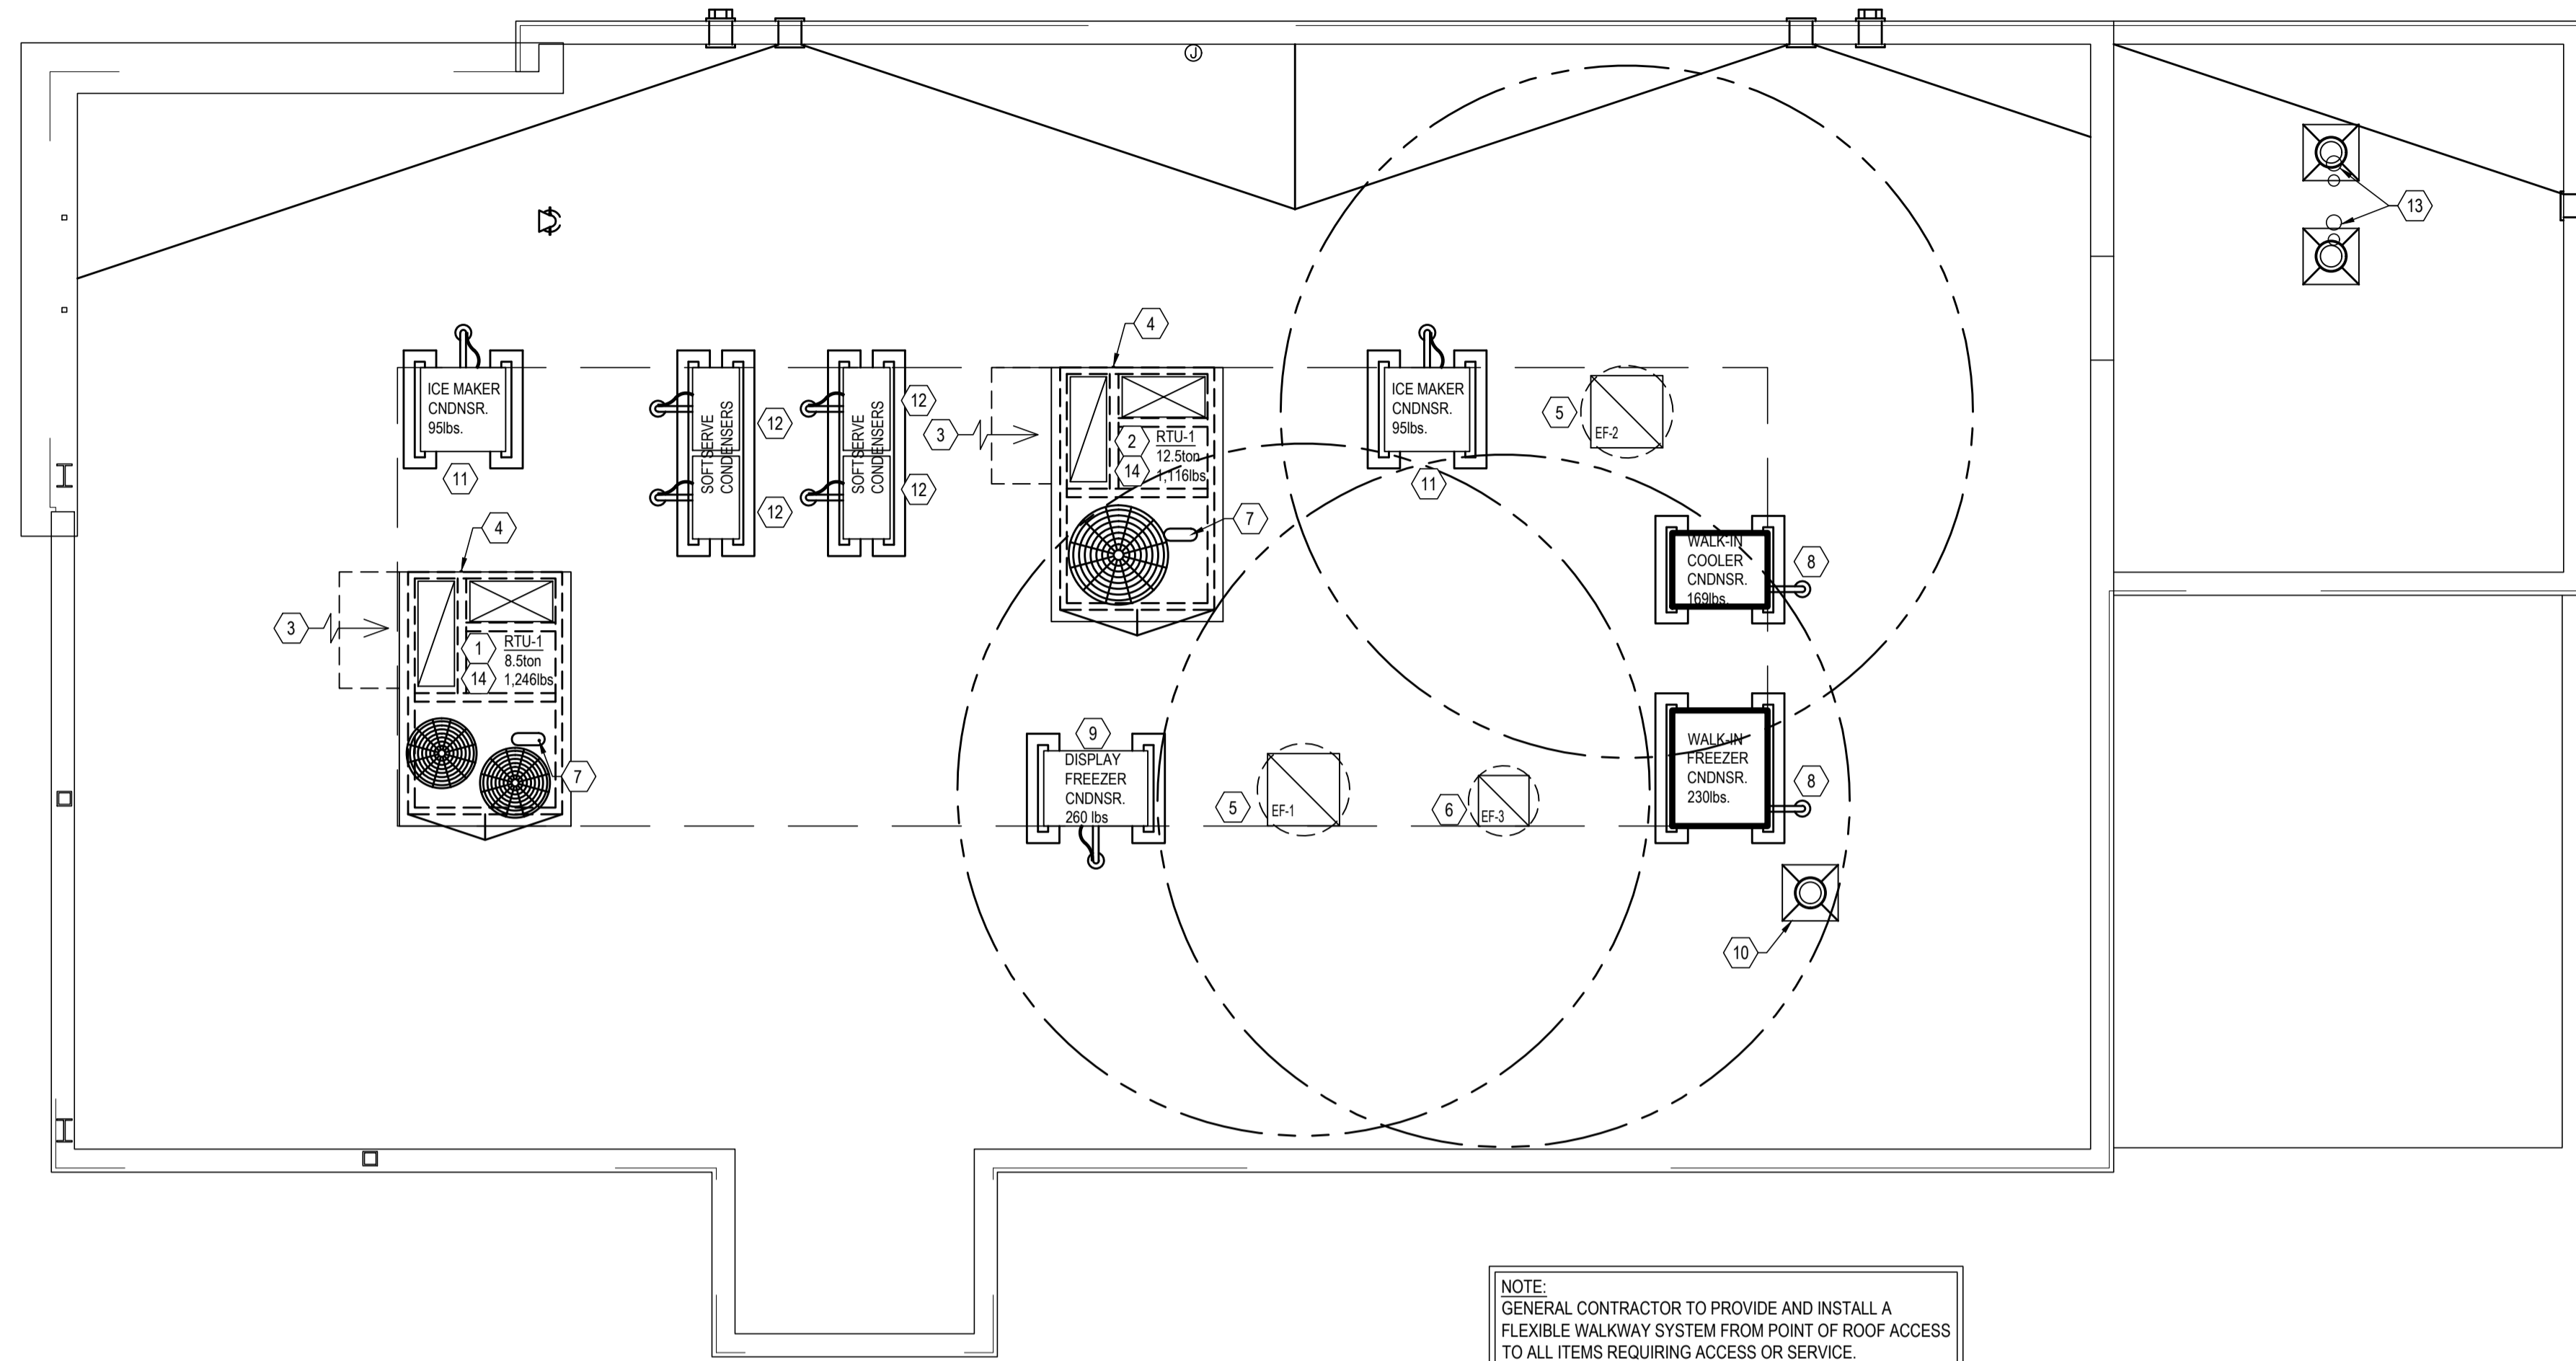 J
13
4
ICE MAKER
CNDNSR.
95lbs.
11
SOFTSERVE
CONDENSERS
12
12
SOFTSERVE
CONDENSERS
12
12
3
2
14
RTU-1
12.5ton
1,116lbs
7
ICE MAKER
CNDNSR.
95lbs.
11
5
EF-2
WALK-IN
COOLER
CNDNSR.
169lbs.
8
4
3
1
14
RTU-1
8.5ton
1,246lbs
7
9
DISPLAY
FREEZER
CNDNSR.
260 lbs
5
EF-1
6
EF-3
WALK-IN
FREEZER
CNDNSR.
230lbs.
8
10
NOTE:
GENERAL CONTRACTOR TO PROVIDE AND INSTALL A
FLEXIBLE WALKWAY SYSTEM FROM POINT OF ROOF ACCESS
TO ALL ITEMS REQUIRING ACCESS OR SERVICE.